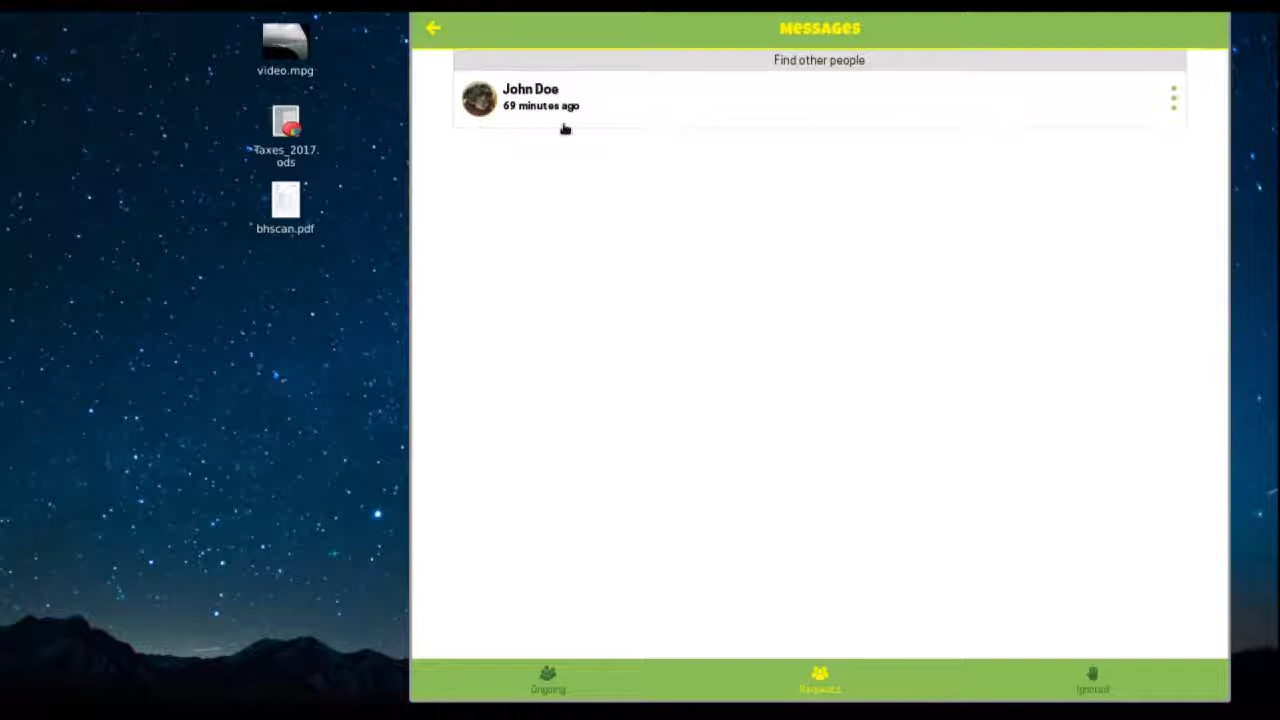 Messages
Find other people
John Doe
69 minutes ago
video.mpg
Taxes_2017.
ods
bhscan.pdf
Ongoing
Requests
Ignored